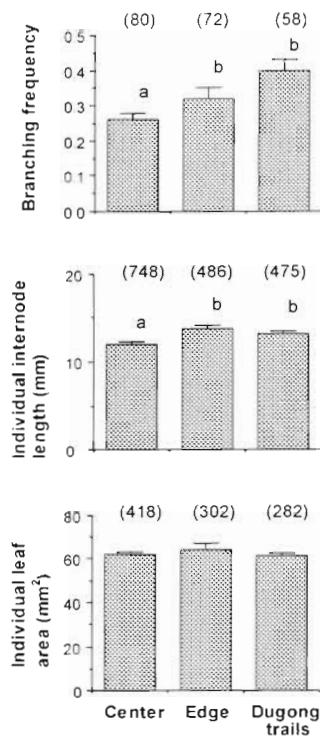 (80) (72) (58)
Branching frequency
0 5
0.4
0.3
0.2
0 1
0 0
a b b
(748) (486) (475)
Individual internode
length (mm)
20
10
0
a b b
(418) (302) (282)
Individual leaf
area (mm²)
80
60
40
20
0
Center Edge Dugong
trails